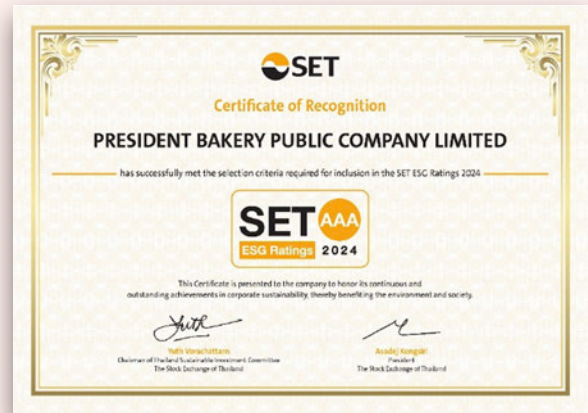 SET
Certificate of Recognition
PRESIDENT BAKERY PUBLIC COMPANY LIMITED
has successfully met the selection criteria required for inclusion in the SET ESG Ratings 2024
SET AAA
ESG Ratings 2024
This Certificate is presented to the company to honor its continuous and
outstanding achievements in corporate sustainability, thereby benefiting the environment and society.
Yuth Worachattarn
Chairman of Thailand Sustainable Investment Committee
The Stock Exchange of Thailand
Asadej Kongsiri
President
The Stock Exchange of Thailand